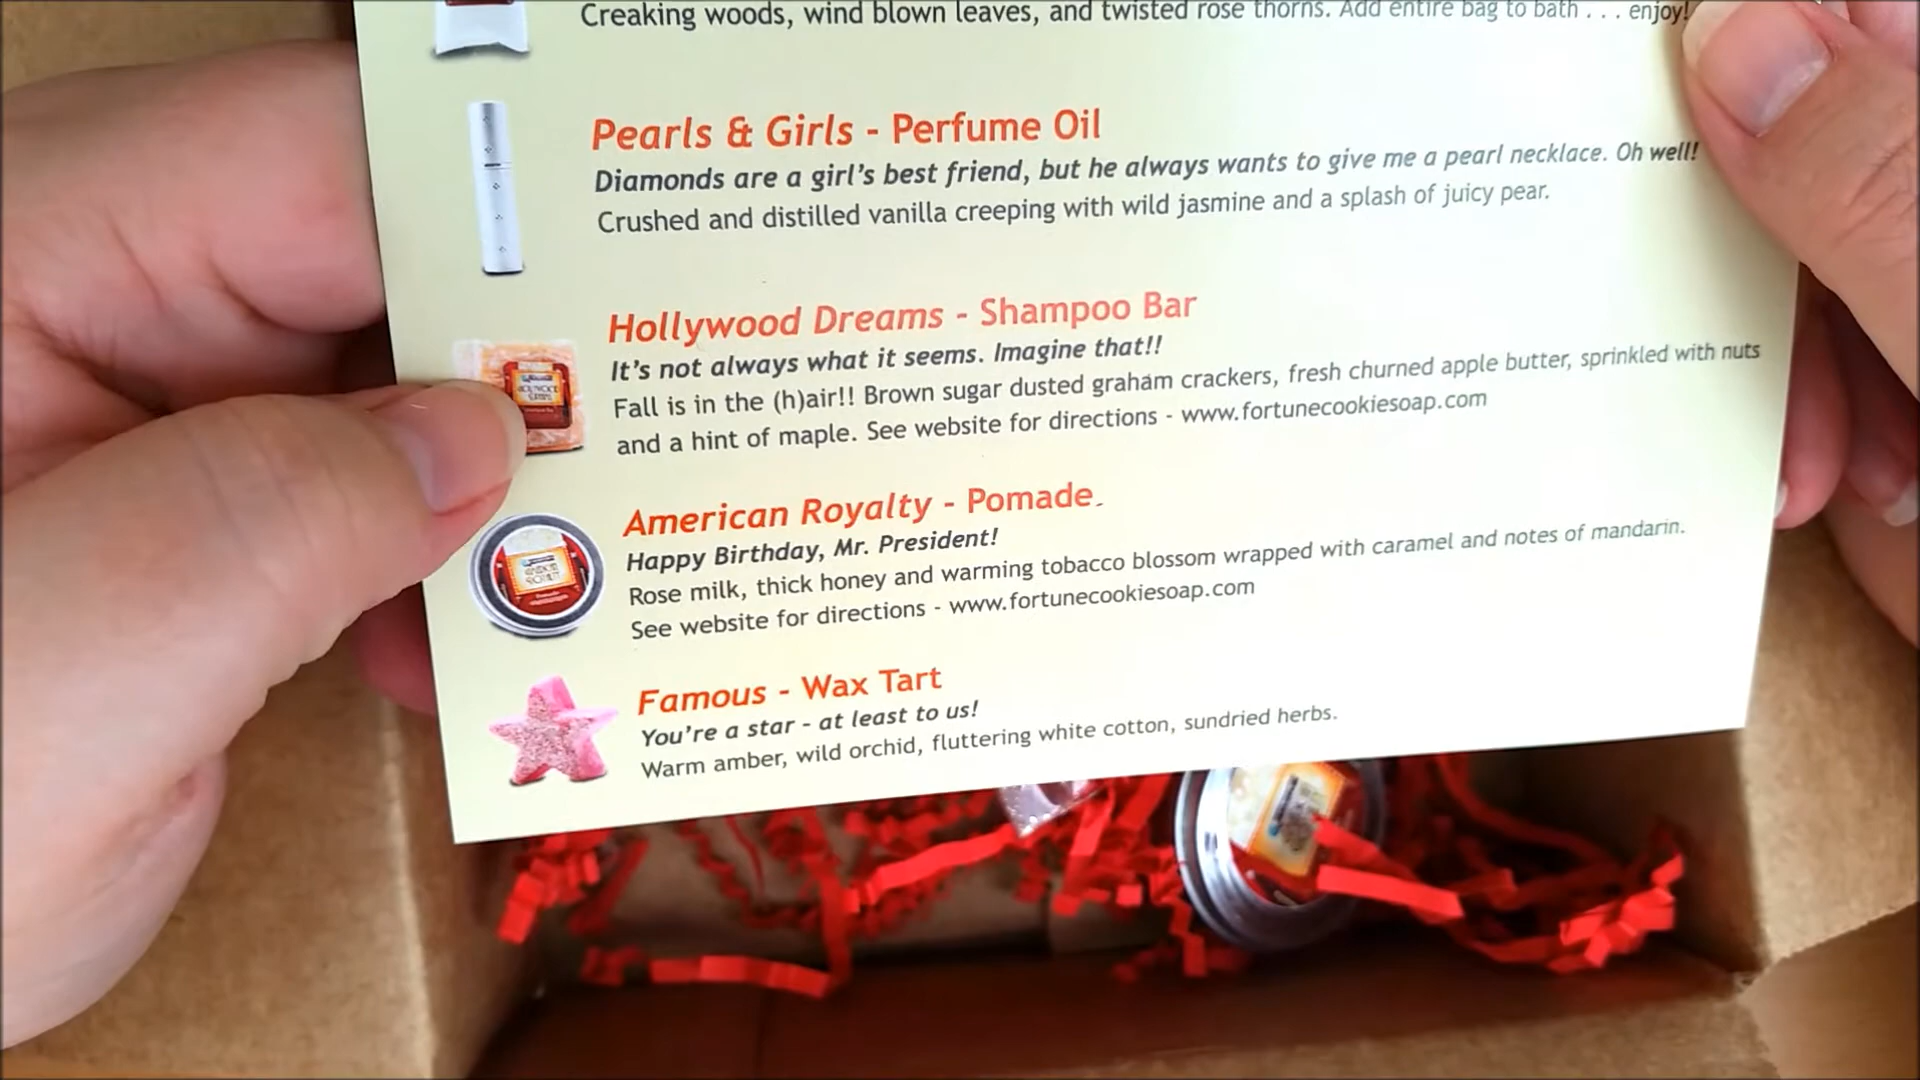 Creaking woods, wind blown leaves, and twisted rose thorns. Add entire bag to bath . . . enjoy!
Pearls & Girls - Perfume Oil
Diamonds are a girl's best friend, but he always wants to give me a pearl necklace. Oh well!
Crushed and distilled vanilla creeping with wild jasmine and a splash of juicy pear.
Hollywood Dreams - Shampoo Bar
It's not always what it seems. Imagine that!!
Fall is in the (h)air!! Brown sugar dusted graham crackers, fresh churned apple butter, sprinkled with nuts
and a hint of maple. See website for directions - www.fortunecookiesoap.com
American Royalty - Pomade
Happy Birthday, Mr. President!
Rose milk, thick honey and warming tobacco blossom wrapped with caramel and notes of mandarin.
See website for directions - www.fortunecookiesoap.com
Famous - Wax Tart
You're a star - at least to us!
Warm amber, wild orchid, fluttering white cotton, sundried herbs.